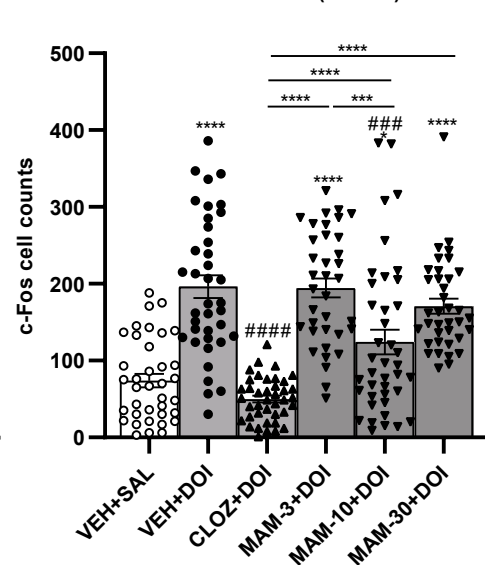 500
400
300
200
100
0
c-Fos cell counts
****
****
****
***
****
###
*
****
****
####
VEH+SAL
VEH+DOI
CLOZ+DOI
MAM-3+DOI
MAM-10+DOI
MAM-30+DOI